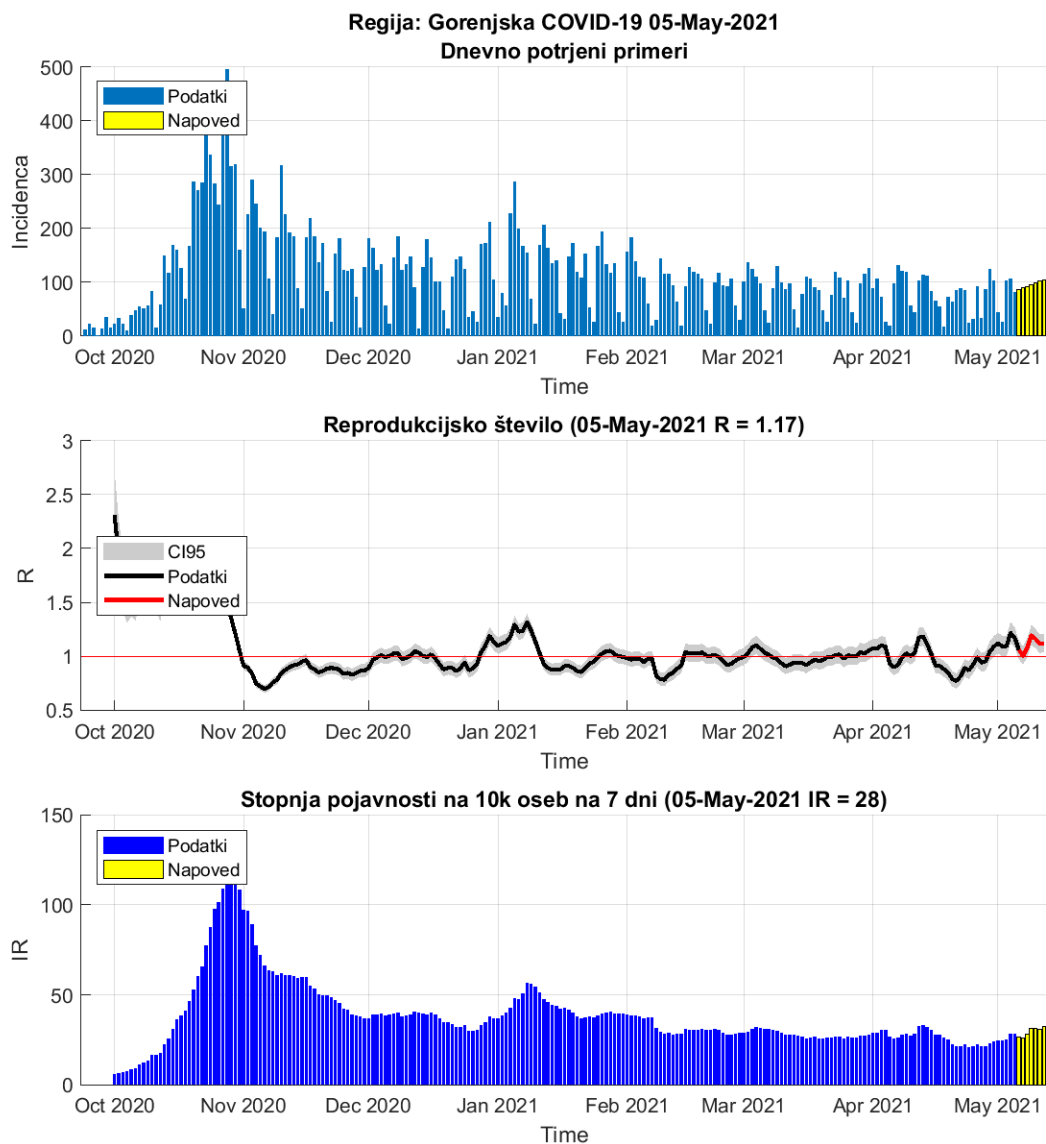 Regija: Gorenjska COVID-19 05-May-2021
Dnevno potrjeni primeri
500
400
300
200
100
0
Incidenca
Podatki
Napoved
Oct 2020 Nov 2020 Dec 2020 Jan 2021 Feb 2021 Mar 2021 Apr 2021 May 2021
Time
Reprodukcijsko število (05-May-2021 R = 1.17)
3
2.5
2
1.5
1
0.5
R
CI95
Podatki
Napoved
Oct 2020 Nov 2020 Dec 2020 Jan 2021 Feb 2021 Mar 2021 Apr 2021 May 2021
Time
Stopnja pojavnosti na 10k oseb na 7 dni (05-May-2021 IR = 28)
150
100
50
0
IR
Podatki
Napoved
Oct 2020 Nov 2020 Dec 2020 Jan 2021 Feb 2021 Mar 2021 Apr 2021 May 2021
Time